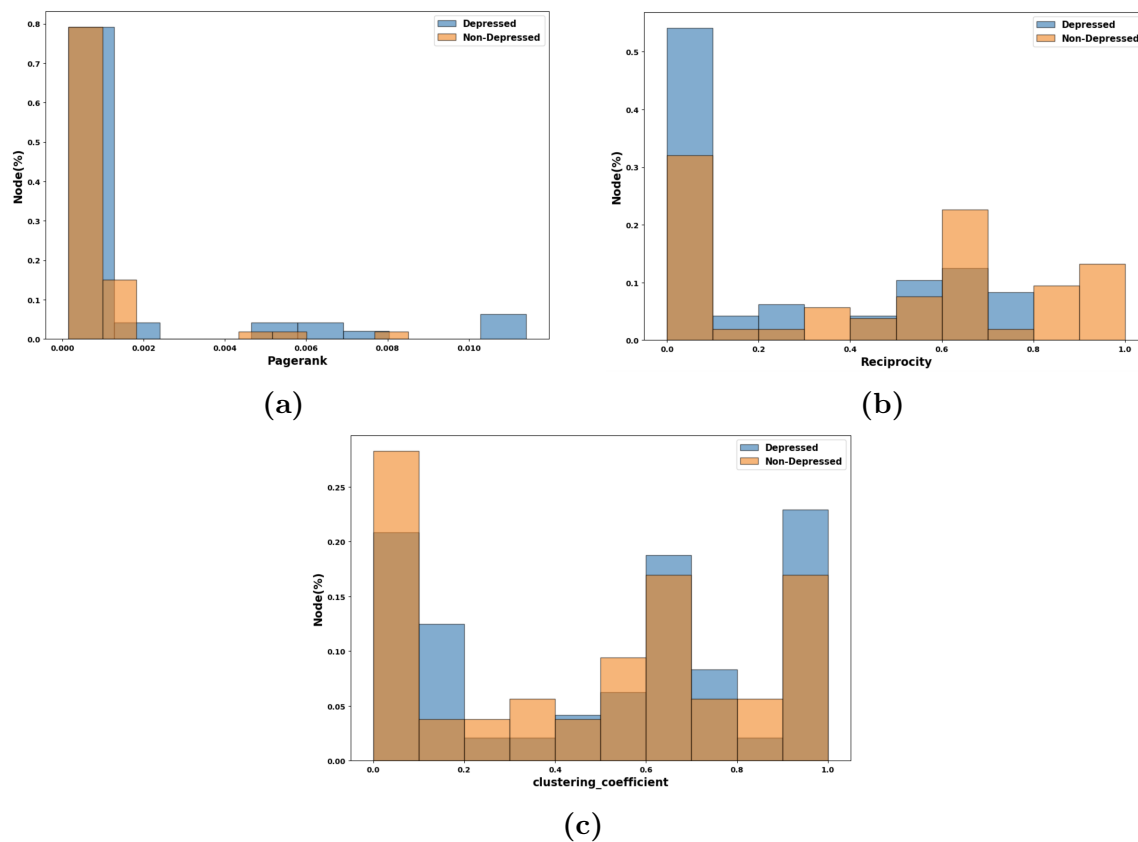 0.8
0.7
0.6
0.5
0.4
0.3
0.2
0.1
0.0
Node(%)
Depressed
Non-Depressed
0.000 0.002 0.004 0.006 0.008 0.010
Pagerank
(a)
0.5
0.4
0.3
0.2
0.1
0.0
Node(%)
Depressed
Non-Depressed
0.0 0.2 0.4 0.6 0.8 1.0
Reciprocity
(b)
0.25
0.20
0.15
0.10
0.05
0.00
Node(%)
Depressed
Non-Depressed
0.0 0.2 0.4 0.6 0.8 1.0
clustering_coefficient
(c)